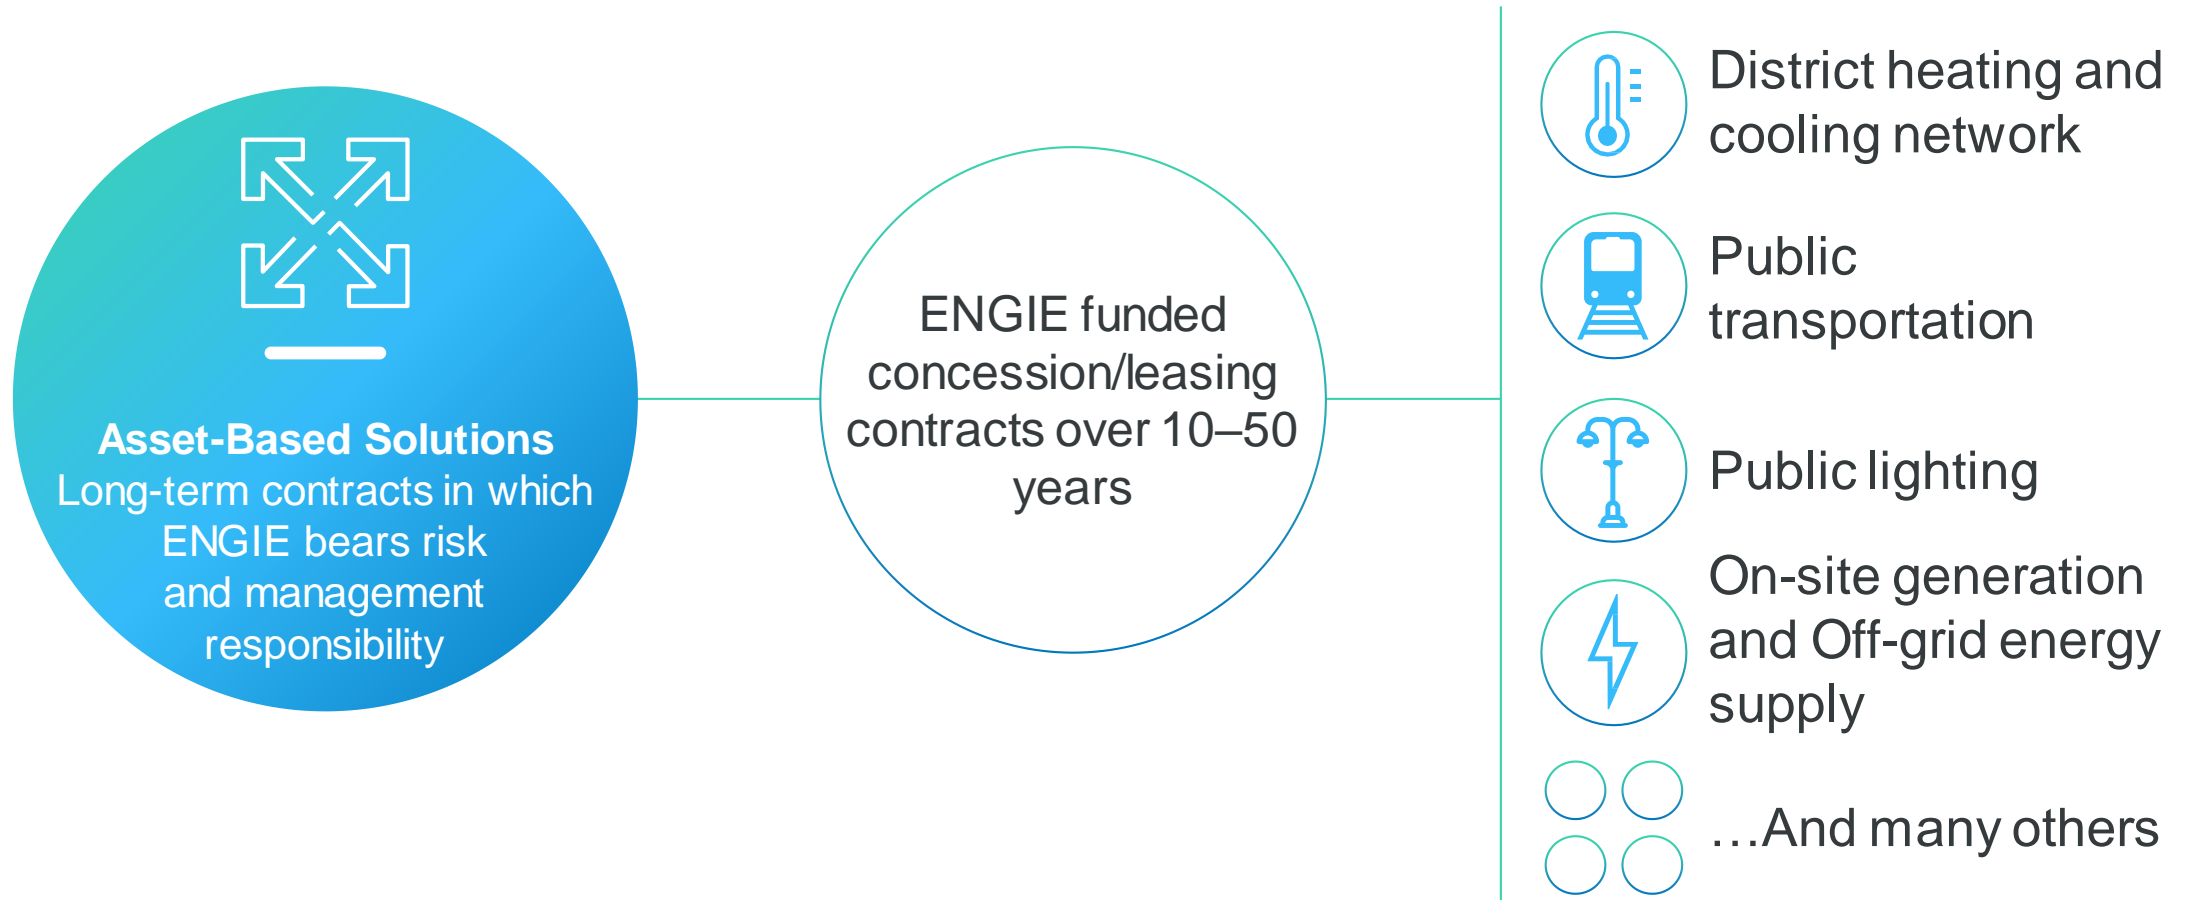 Asset-Based Solutions
Long-term contracts in which
ENGIE bears risk
and management
responsibility
ENGIE funded
concession/leasing
contracts over 10–50
years
District heating and
cooling network
Public
transportation
Public lighting
On-site generation
and Off-grid energy
supply
…And many others